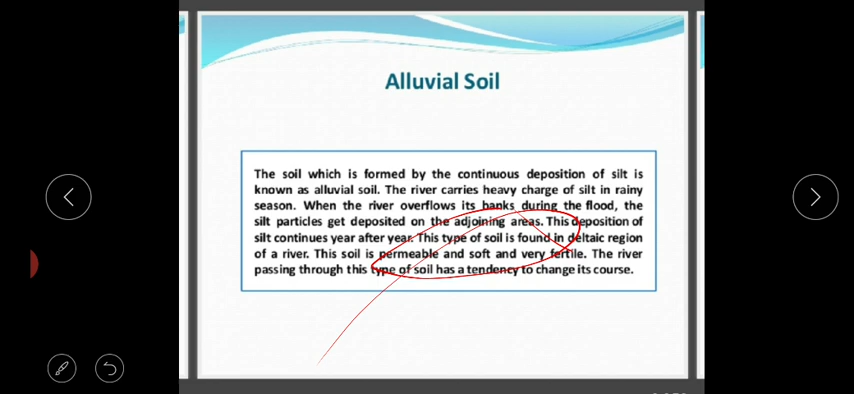 Alluvial Soil
The soil which is formed by the continuous deposition of silt is
known as alluvial soil. The river carries heavy charge of silt in rainy
season. When the river overflows its banks during the flood, the
silt particles get deposited on the adjoining areas. This deposition of
silt continues year after year. This type of soil is found in deltaic region
of a river. This soil is permeable and soft and very fertile. The river
passing through this type of soil has a tendency to change its course.